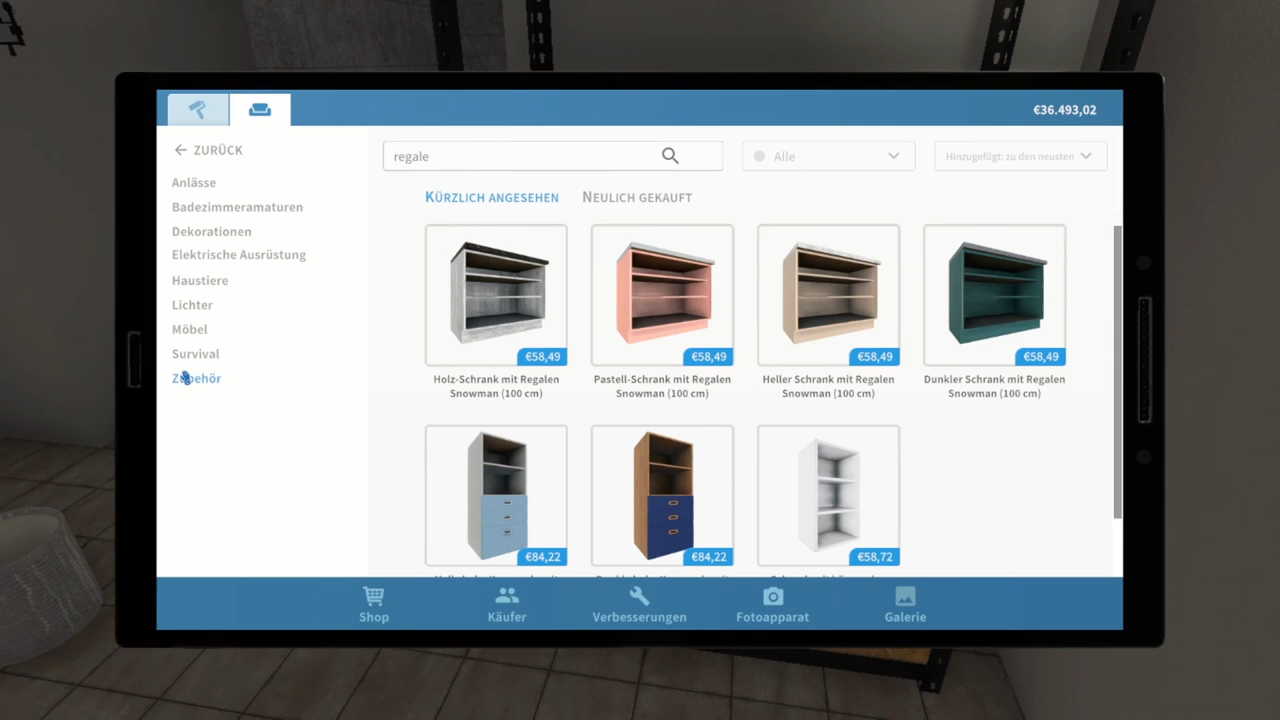 €36.493,02
ZURÜCK
Anlässe
Badezimmeramaturen
Dekorationen
Elektrische Ausrüstung
Haustiere
Lichter
Möbel
Survival
Zubehör
regale
Alle
Hinzugefügt: zu den neusten
KÜRZLICH ANGESEHEN
NEULICH GEKAUFT
€58,49
€58,49
€58,49
€58,49
Holz-Schrank mit Regalen
Snowman (100 cm)
Pastell-Schrank mit Regalen
Snowman (100 cm)
Heller Schrank mit Regalen
Snowman (100 cm)
Dunkler Schrank mit Regalen
Snowman (100 cm)
€84,22
€84,22
€58,72
Shop
Käufer
Verbesserungen
Fotoapparat
Galerie